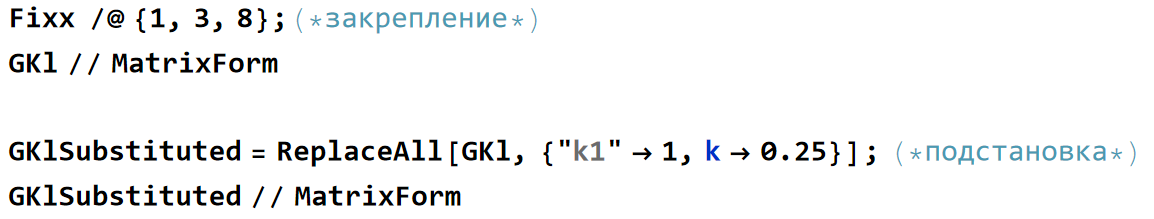 Fixx /@ {1, 3, 8}; (*закрепление*)
GKl // MatrixForm
GKlSubstituted = ReplaceAll[GKl, {"k1" → 1, k → 0.25}]; (*подстановка*)
GKlSubstituted // MatrixForm